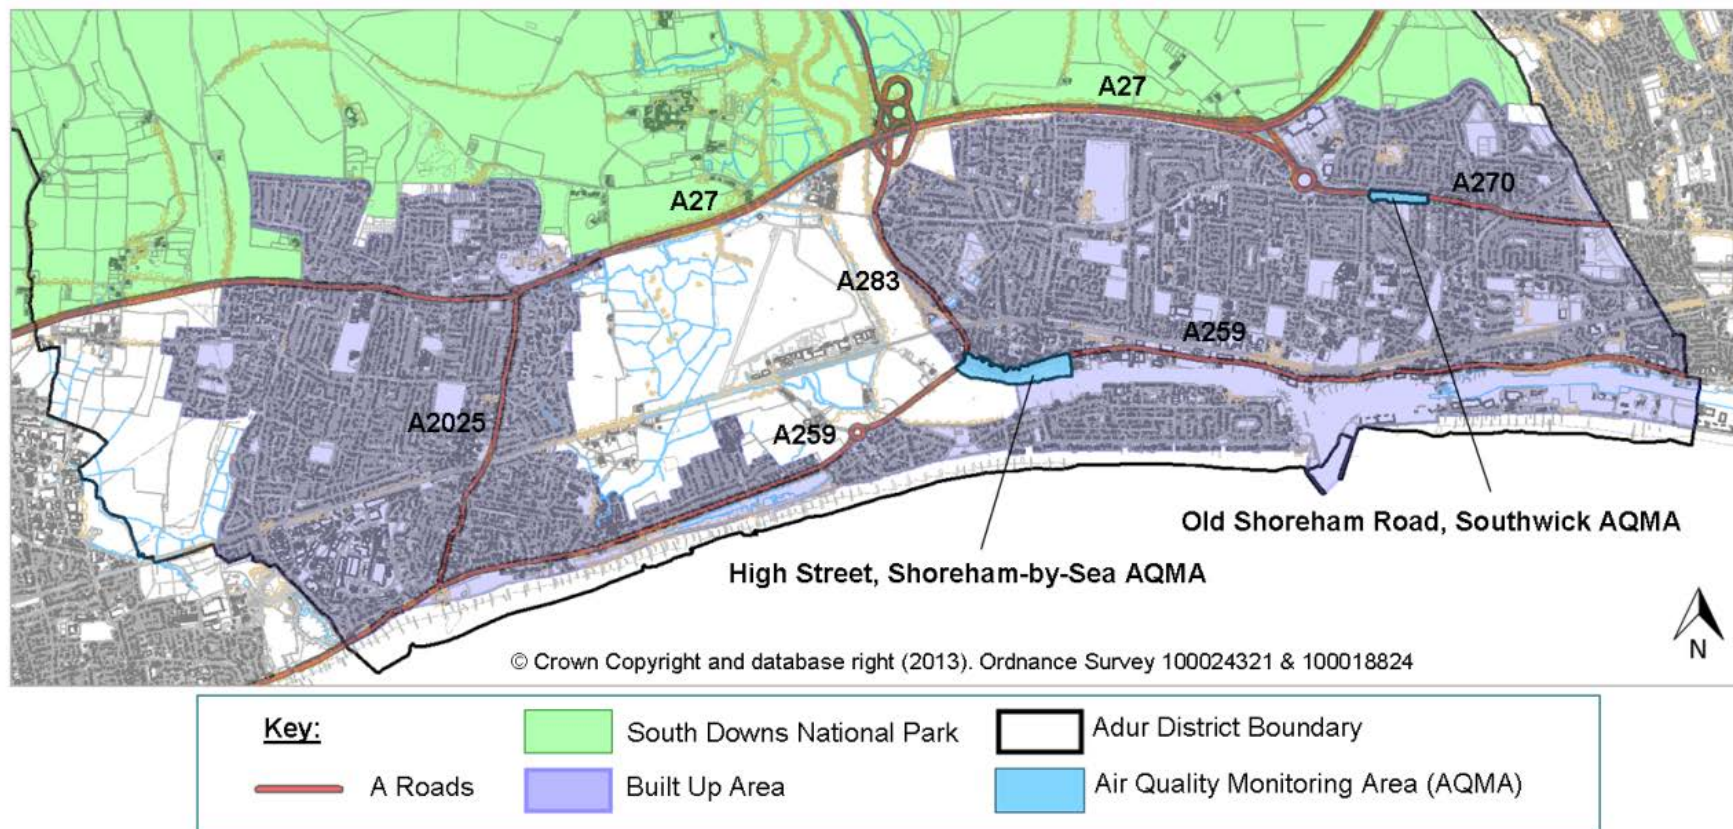 A27
A27
A270
A283
A259
A2025
A259
Old Shoreham Road, Southwick AQMA
High Street, Shoreham-by-Sea AQMA
N
© Crown Copyright and database right (2013). Ordnance Survey 100024321 & 100018824
Key:
South Downs National Park
Adur District Boundary
A Roads
Built Up Area
Air Quality Monitoring Area (AQMA)